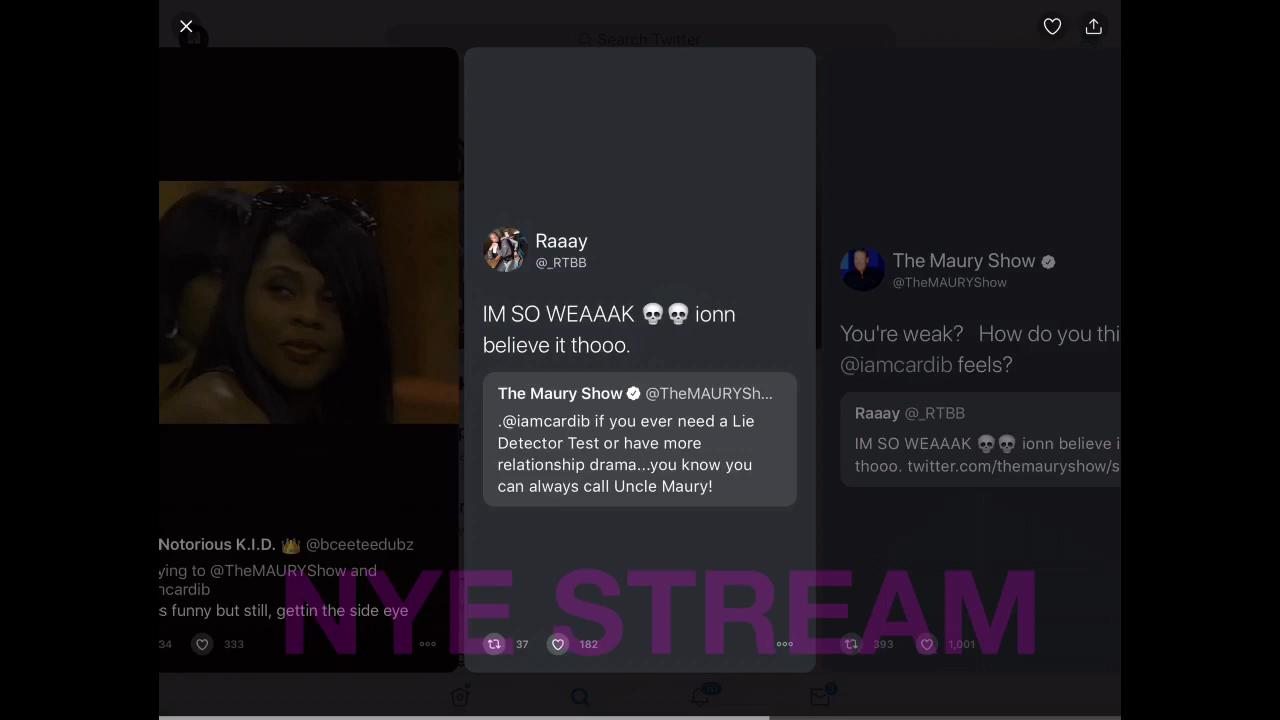 Search Twitter
Raaay
@_RTBB
IM SO WEAAAK 💀💀 ionn
believe it thooo.
The Maury Show @TheMAURYSh...
.@iamcardib if you ever need a Lie
Detector Test or have more
relationship drama...you know you
can always call Uncle Maury!
37 182
Notorious K.I.D. 👑 @bceeteedubz
ying to @TheMAURYShow and
ncardib
s funny but still, gettin the side eye
34 333
The Maury Show
@TheMAURYShow
You're weak? How do you thi
@iamcardib feels?
Raaay @_RTBB
IM SO WEAAAK 💀💀 ionn believe i
thooo. twitter.com/themauryshow/s
393 1,001
NYE STREAM